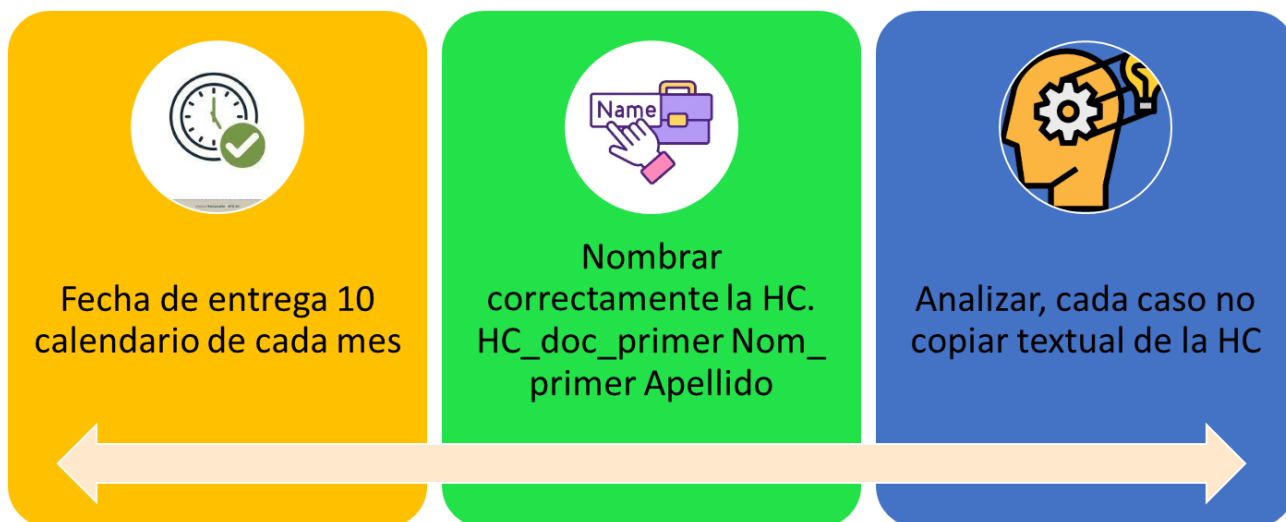 Fecha de entrega 10
calendario de cada mes
Name
Nombrar
correctamente la HC.
HC_doc_primer Nom_
primer Apellido
Analizar, cada caso no
copiar textual de la HC